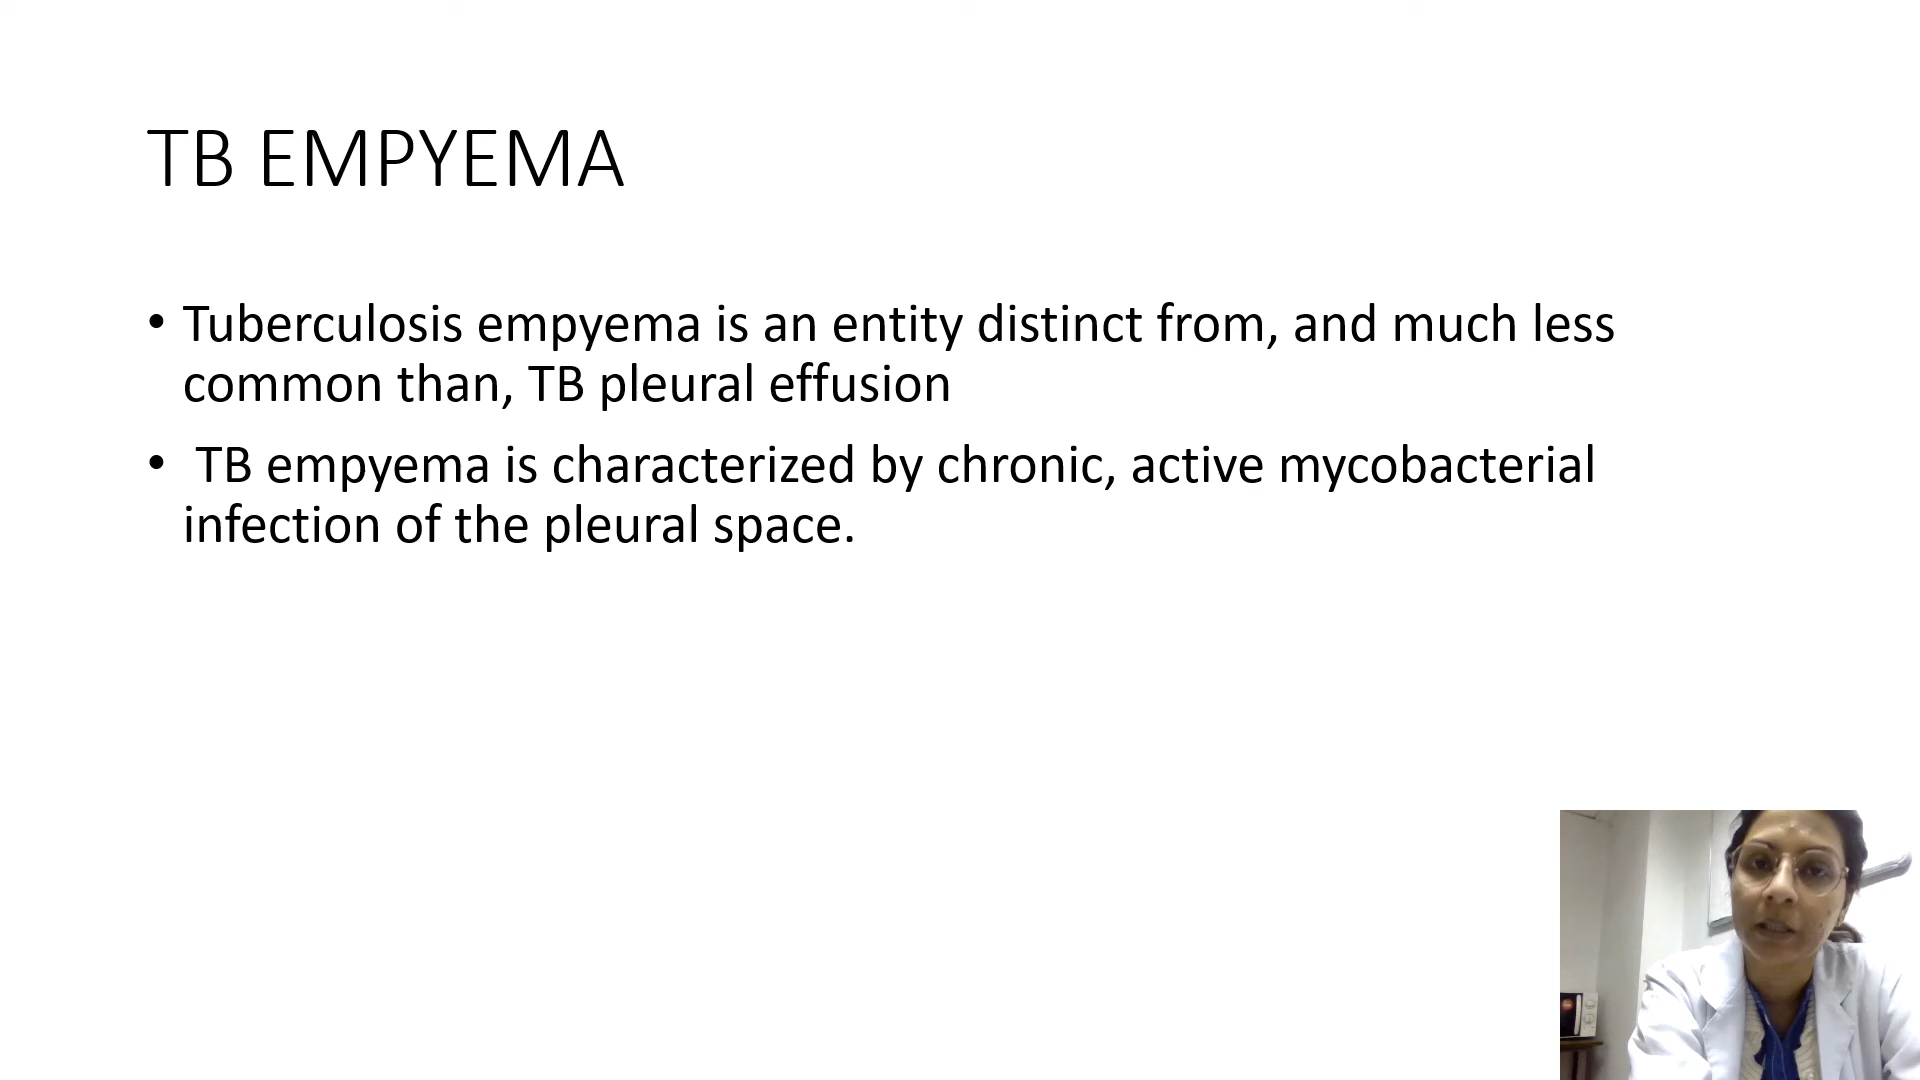 TB EMPYEMA
• Tuberculosis empyema is an entity distinct from, and much less
common than, TB pleural effusion
• TB empyema is characterized by chronic, active mycobacterial
infection of the pleural space.